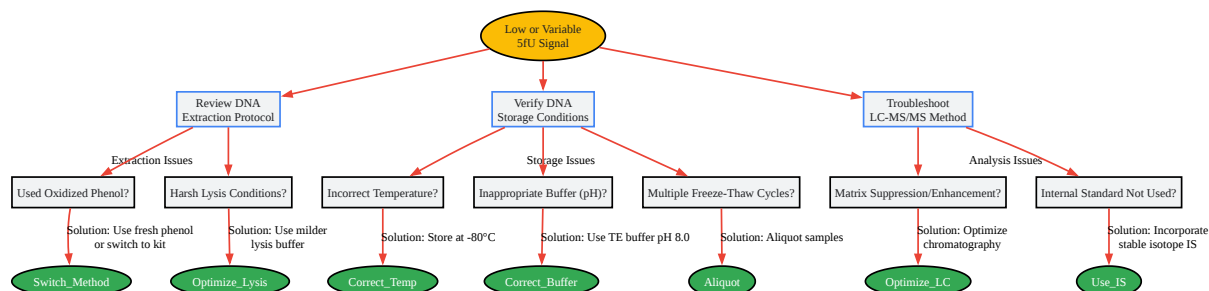 Low or Variable
5fU Signal
Review DNA
Extraction Protocol
Verify DNA
Storage Conditions
Troubleshoot
LC-MS/MS Method
Extraction Issues
Storage Issues
Analysis Issues
Used Oxidized Phenol?
Harsh Lysis Conditions?
Incorrect Temperature?
Inappropriate Buffer (pH)?
Multiple Freeze-Thaw Cycles?
Matrix Suppression/Enhancement?
Internal Standard Not Used?
Solution: Use fresh phenol
or switch to kit
Solution: Use milder
lysis buffer
Solution: Store at -80°C
Solution: Use TE buffer pH 8.0
Solution: Aliquot samples
Solution: Optimize
chromatography
Solution: Incorporate
stable isotope IS
Switch_Method
Optimize_Lysis
Correct_Temp
Correct_Buffer
Aliquot
Optimize_LC
Use_IS